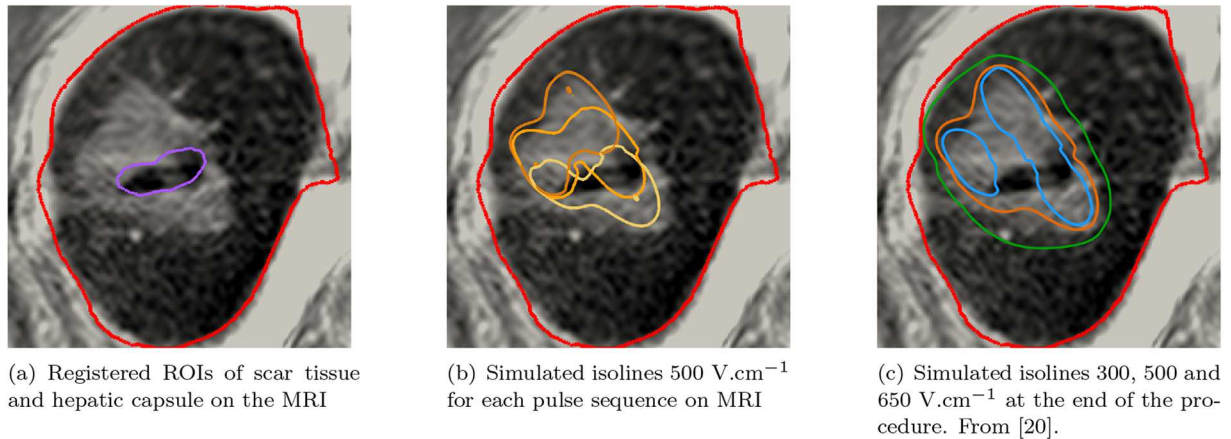 (a) Registered ROIs of scar tissue
and hepatic capsule on the MRI
(b) Simulated isolines 500 V.cm⁻¹
for each pulse sequence on MRI
(c) Simulated isolines 300, 500 and
650 V.cm⁻¹ at the end of the pro-
cedure. From [20].